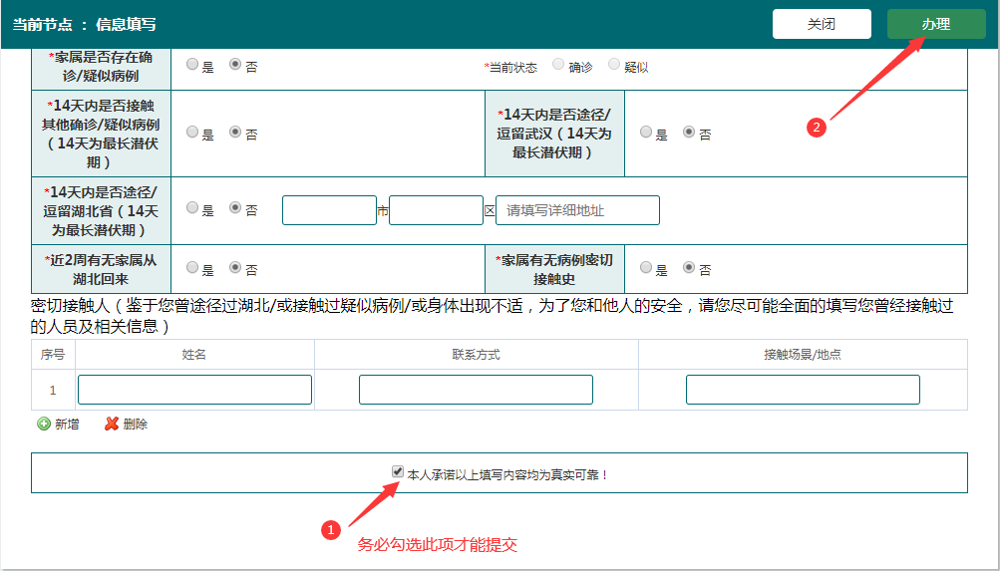 当前节点 ： 信息填写
关闭
办理
*家属是否存在确
诊/疑似病例
是 否
*当前状态 确诊 疑似
2
*14天内是否接触
其他确诊/疑似病例
（14天为最长潜伏
期）
是 否
*14天内是否途径/
逗留武汉（14天为
最长潜伏期）
是 否
*14天内是否途径/
逗留湖北省（14天
为最长潜伏期）
是 否
市 区 请填写详细地址
*近2周有无家属从
湖北回来
是 否
*家属有无病例密切
接触史
是 否
密切接触人（鉴于您曾途径过湖北/或接触过疑似病例/或身体出现不适，为了您和他人的安全，请您尽可能全面的填写您曾经接触过
的人员及相关信息）
序号 姓名 联系方式 接触场景/地点
1
新增 删除
本人承诺以上填写内容均为真实可靠！
1
务必勾选此项才能提交